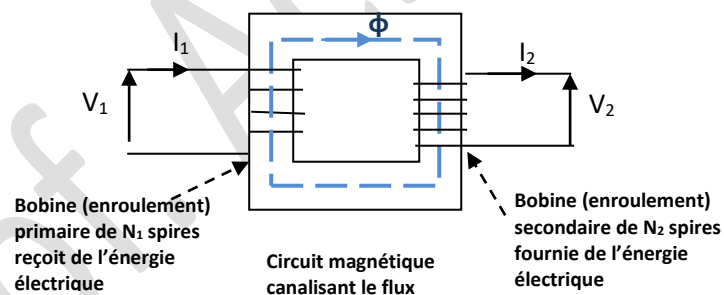 Φ
I₁
I₂
V₁
V₂
Bobine (enroulement)
primaire de N₁ spires
reçoit de l’énergie
électrique
Circuit magnétique
canalisant le flux
Bobine (enroulement)
secondaire de N₂ spires
fournie de l’énergie
électrique